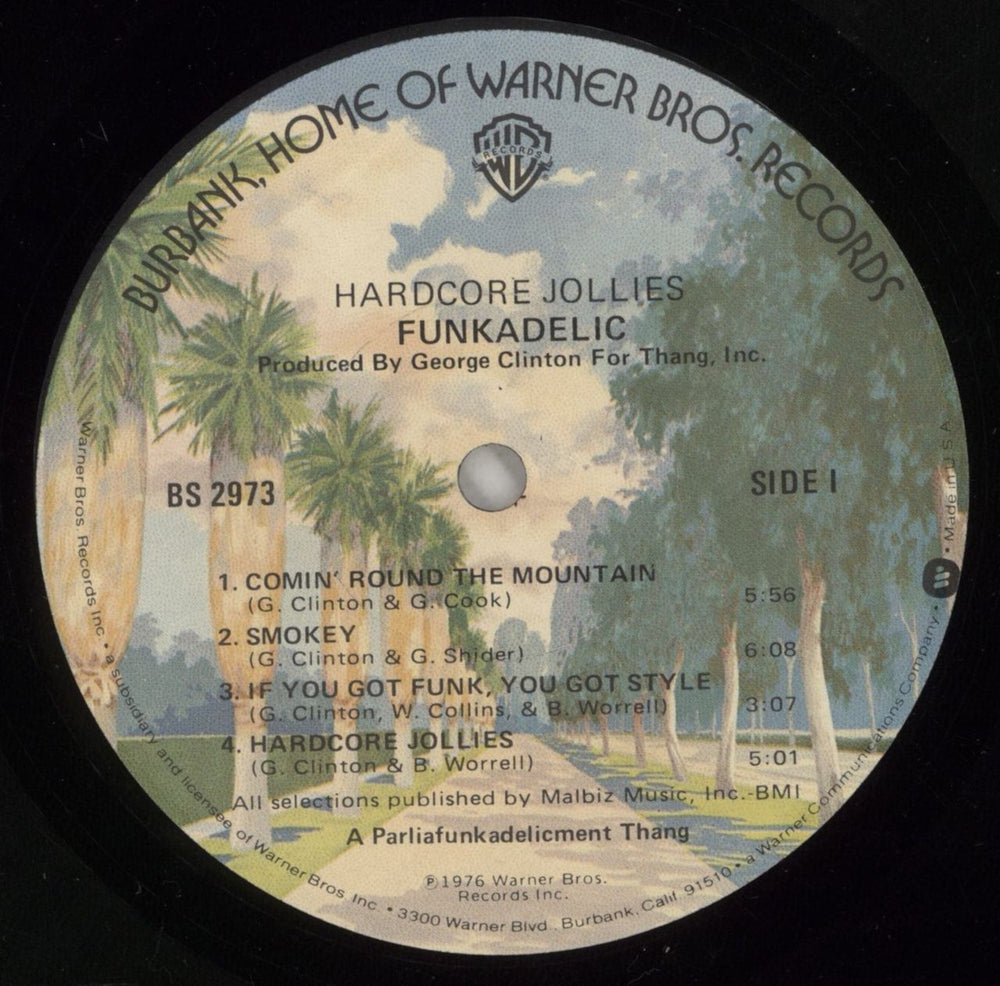 BURBANK, HOME OF WARNER BROS. RECORDS
RECORDS
HARDCORE JOLLIES
FUNKADELIC
Produced By George Clinton For Thang, Inc.
BS 2973
SIDE I
1. COMIN' ROUND THE MOUNTAIN
(G. Clinton & G. Cook) 5:56
2. SMOKEY
(G. Clinton & G. Shider) 6:08
3. IF YOU GOT FUNK, YOU GOT STYLE
(G. Clinton, W. Collins, & B. Worrell) 3:07
4. HARDCORE JOLLIES
(G. Clinton & B. Worrell) 5:01
All selections published by Malbiz Music, Inc.-BMI
A Parliafunkadelicment Thang
℗1976 Warner Bros.
Records Inc.
Warner Bros. Records Inc. • a subsidiary and licensee of Warner Bros. Inc. • 3300 Warner Blvd., Burbank, Calif. 91510 • a Warner Communications Company • • Made in U.S.A.